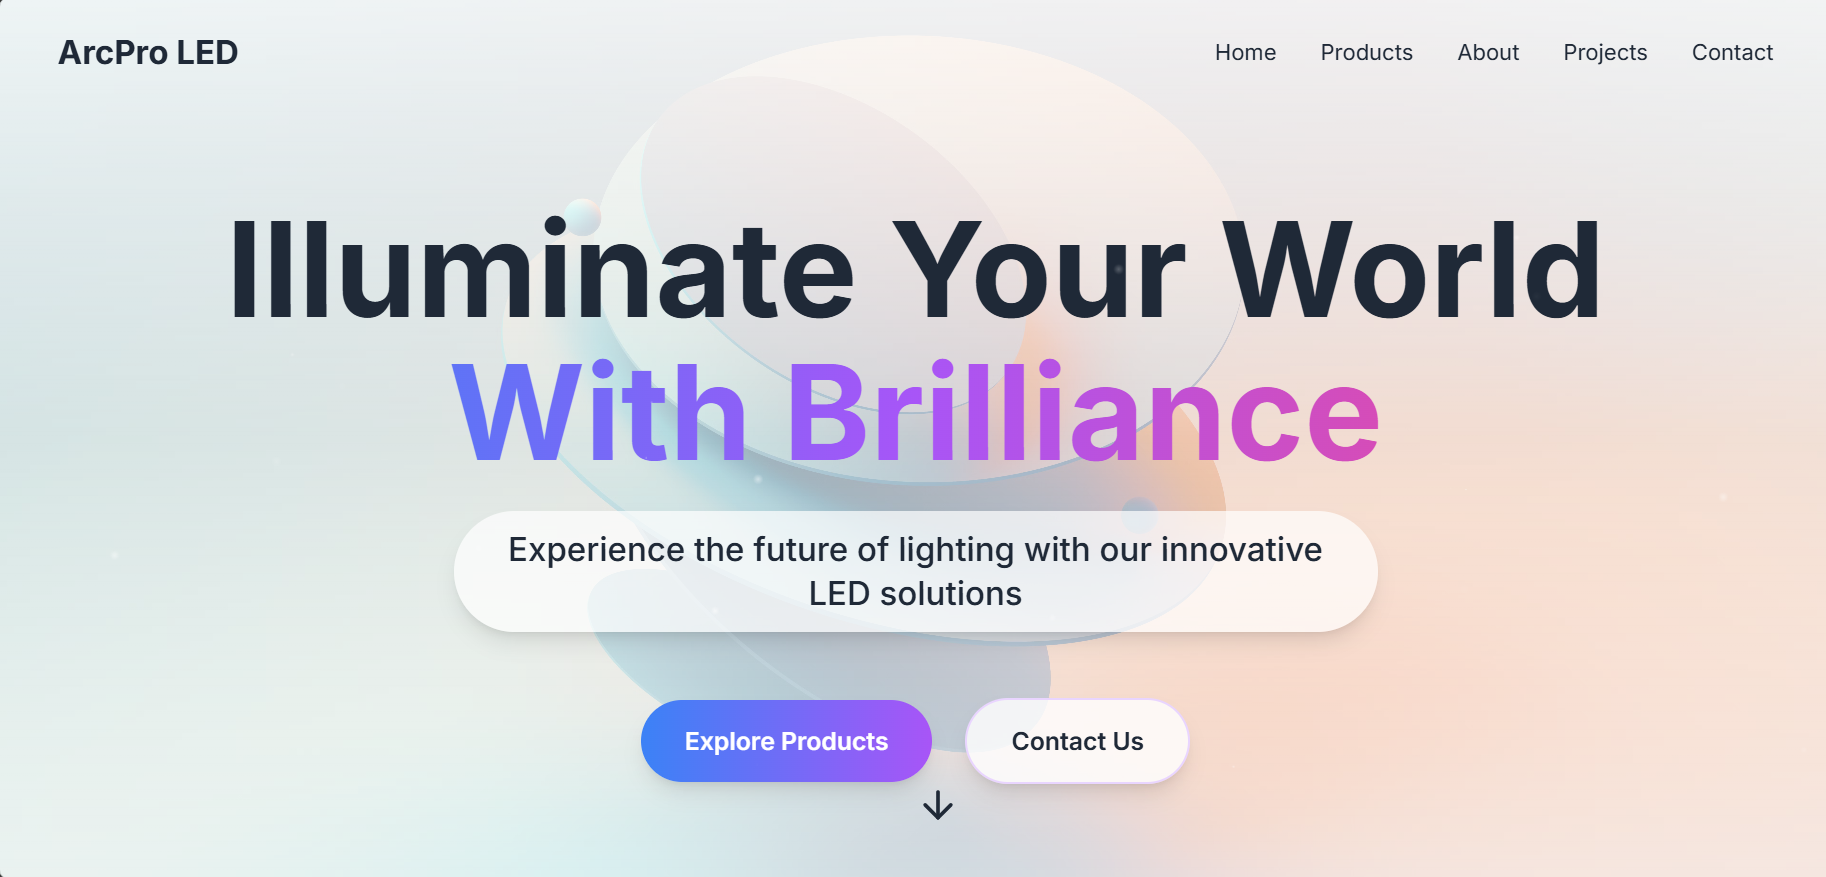 ArcPro LED
Home Products About Projects Contact
Illuminate Your World
With Brilliance
Experience the future of lighting with our innovative
LED solutions
Explore Products
Contact Us